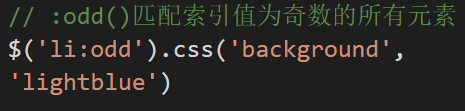 // :odd()匹配索引值为奇数的所有元素
$('li:odd').css('background',
'lightblue')